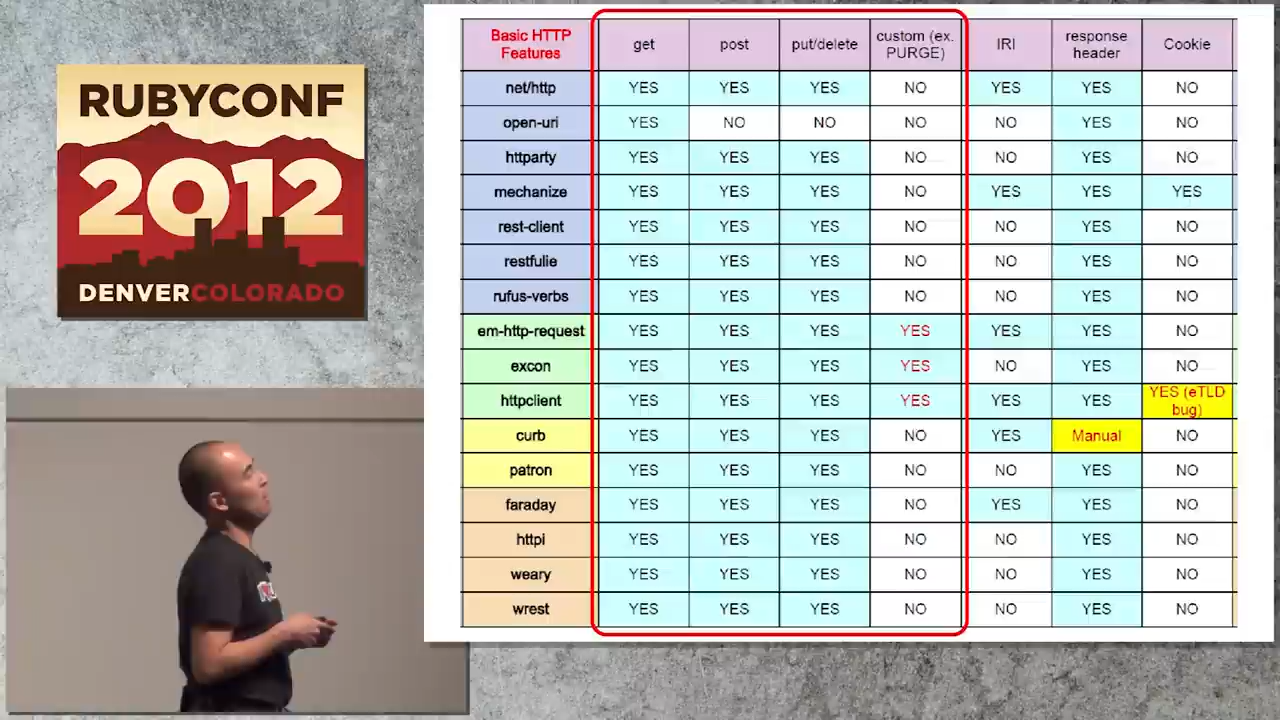 RUBYCONF
2012
DENVERCOLORADO
Basic HTTP Features get post put/delete custom (ex. PURGE) IRI response header Cookie
net/http YES YES YES NO YES YES NO
open-uri YES NO NO NO NO YES NO
httparty YES YES YES NO NO YES NO
mechanize YES YES YES NO YES YES YES
rest-client YES YES YES NO NO YES NO
restfulie YES YES YES NO NO YES NO
rufus-verbs YES YES YES NO NO YES NO
em-http-request YES YES YES YES YES YES NO
excon YES YES YES YES NO YES NO
httpclient YES YES YES YES YES YES YES (eTLD bug)
curb YES YES YES NO YES Manual NO
patron YES YES YES NO NO YES NO
faraday YES YES YES NO YES YES NO
httpi YES YES YES NO NO YES NO
weary YES YES YES NO NO YES NO
wrest YES YES YES NO NO YES NO